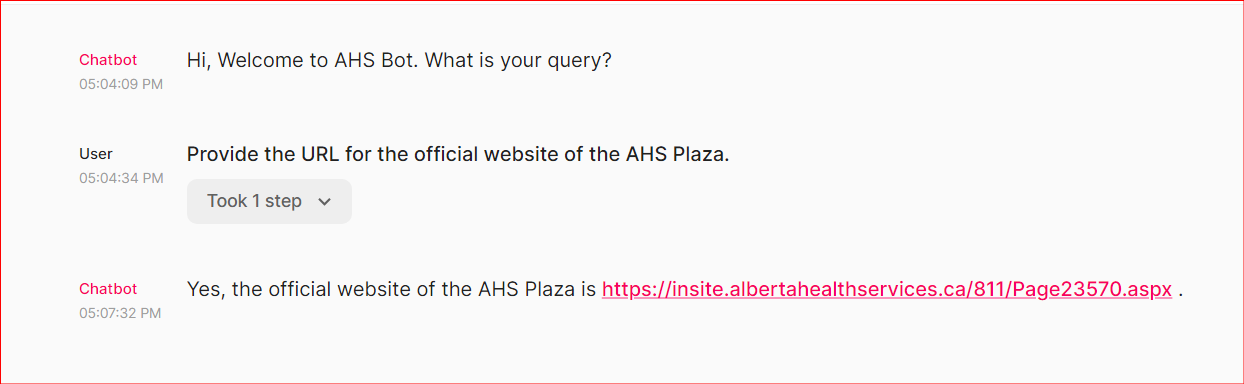 Chatbot
Hi, Welcome to AHS Bot. What is your query?
05:04:09 PM
User
Provide the URL for the official website of the AHS Plaza.
05:04:34 PM
Took 1 step
Chatbot
Yes, the official website of the AHS Plaza is https://insite.albertahealthservices.ca/811/Page23570.aspx .
05:07:32 PM